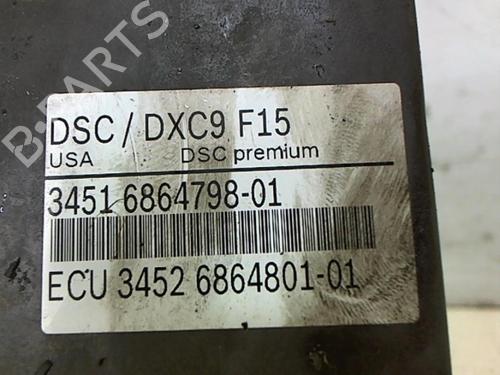 DSC / DXC9 F15
USA DSC premium
3451 6864798-01
ECU 3452 6864801-01
B-PARTS